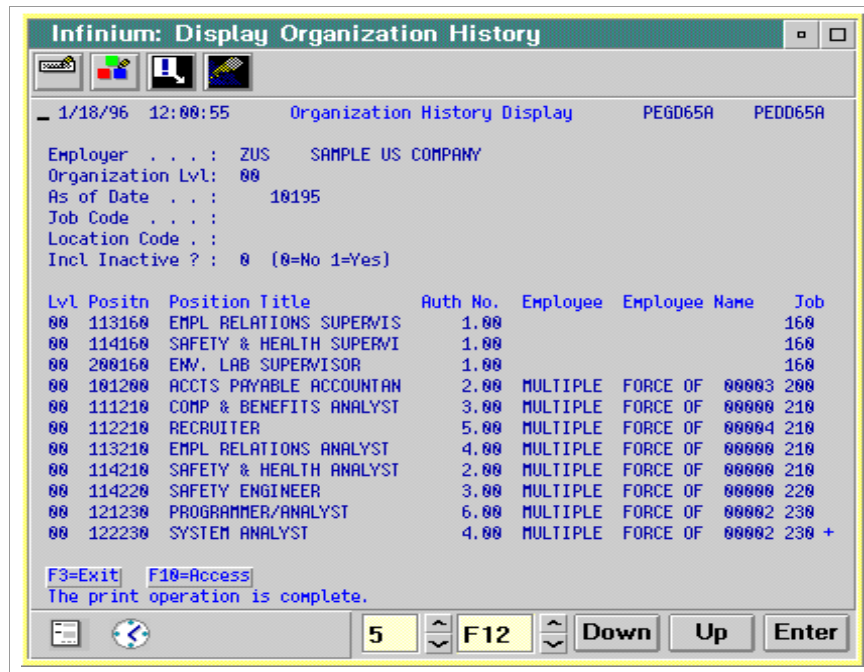 Infinium: Display Organization History
1/18/96 12:00:55 Organization History Display PEGD65A PEDD65A
Employer . . . : ZUS SAMPLE US COMPANY
Organization Lvl: 00
As of Date . . : 10195
Job Code . . . :
Location Code . :
Incl Inactive ? : 0 (0=No 1=Yes)
Lvl Positn Position Title Auth No. Employee Employee Name Job
00 113160 EMPL RELATIONS SUPERVIS 1.00 160
00 114160 SAFETY & HEALTH SUPERVI 1.00 160
00 200160 ENV. LAB SUPERVISOR 1.00 160
00 101200 ACCTS PAYABLE ACCOUNTAN 2.00 MULTIPLE FORCE OF 00003 200
00 111210 COMP & BENEFITS ANALYST 3.00 MULTIPLE FORCE OF 00000 210
00 112210 RECRUITER 5.00 MULTIPLE FORCE OF 00004 210
00 113210 EMPL RELATIONS ANALYST 4.00 MULTIPLE FORCE OF 00000 210
00 114210 SAFETY & HEALTH ANALYST 2.00 MULTIPLE FORCE OF 00000 210
00 114220 SAFETY ENGINEER 3.00 MULTIPLE FORCE OF 00000 220
00 121230 PROGRAMMER/ANALYST 6.00 MULTIPLE FORCE OF 00002 230
00 122230 SYSTEM ANALYST 4.00 MULTIPLE FORCE OF 00002 230 +
F3=Exit F10=Access
The print operation is complete.
5 F12 Down Up Enter